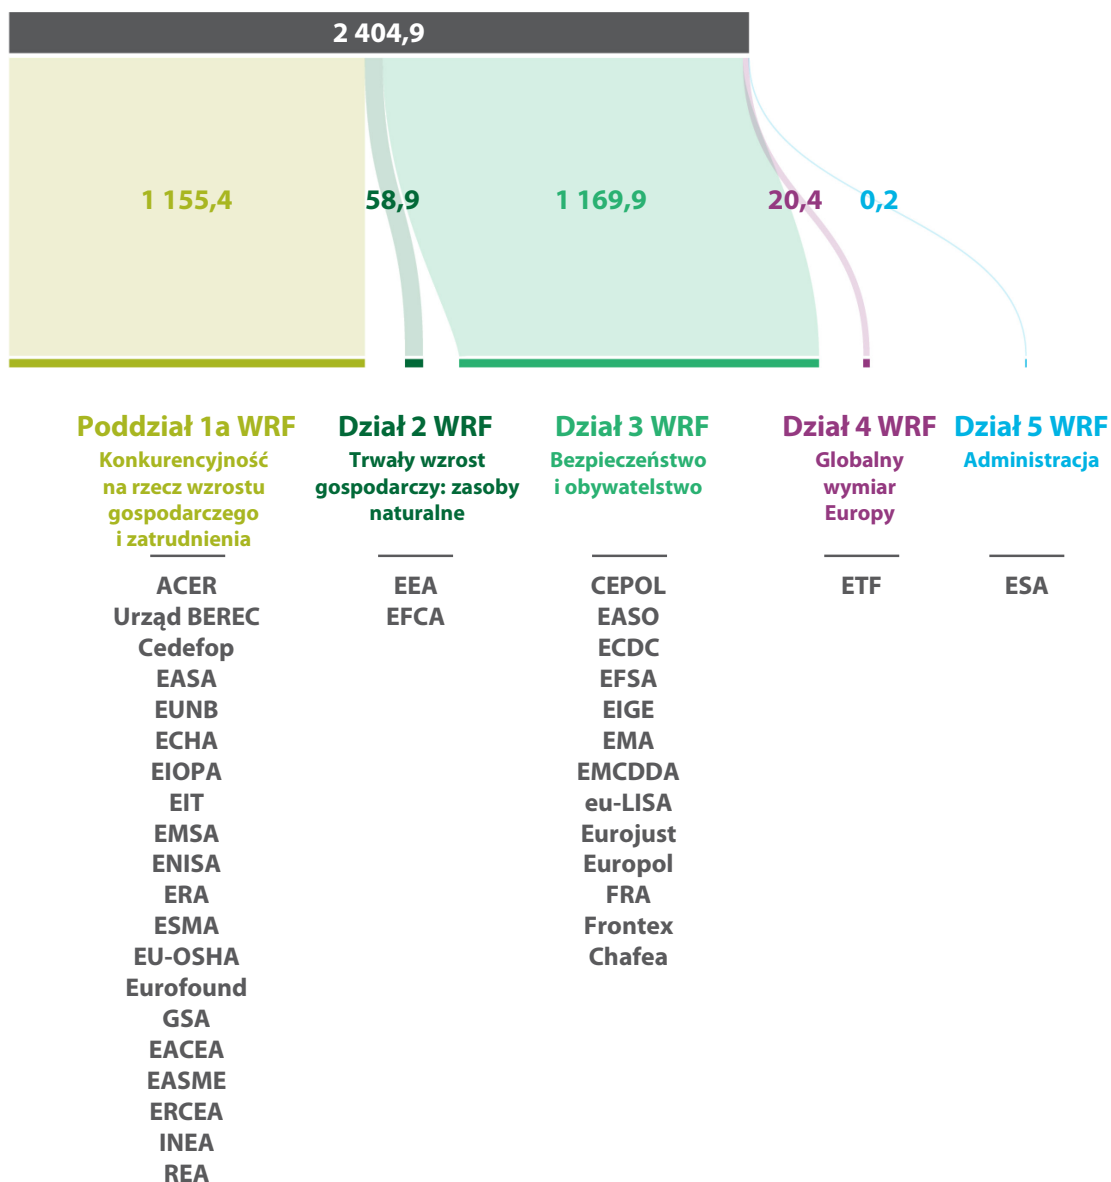 2 404,9
1 155,4
58,9
1 169,9
20,4
0,2
Poddział 1a WRF
Konkurencyjność
na rzecz wzrostu
gospodarczego
i zatrudnienia
ACER
Urząd BEREC
Cedefop
EASA
EUNB
ECHA
EIOPA
EIT
EMSA
ENISA
ERA
ESMA
EU-OSHA
Eurofound
GSA
EACEA
EASME
ERCEA
INEA
REA
Dział 2 WRF
Trwały wzrost
gospodarczy: zasoby
naturalne
EEA
EFCA
Dział 3 WRF
Bezpieczeństwo
i obywatelstwo
CEPOL
EASO
ECDC
EFSA
EIGE
EMA
EMCDDA
eu-LISA
Eurojust
Europol
FRA
Frontex
Chafea
Dział 4 WRF
Globalny
wymiar
Europy
ETF
Dział 5 WRF
Administracja
ESA